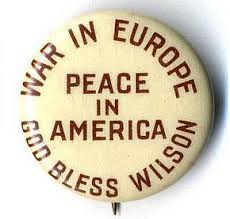 WAR IN EUROPE
PEACE
IN
AMERICA
GOD BLESS WILSON